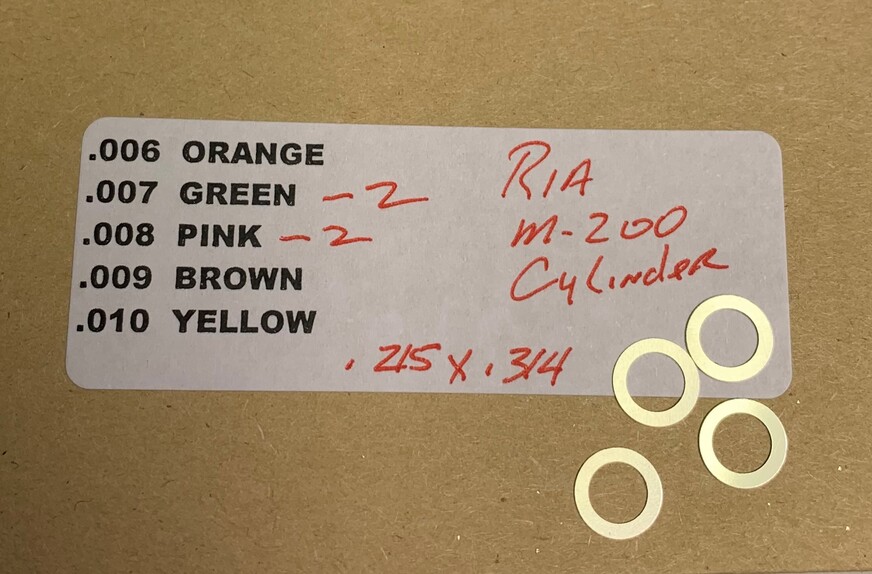 .006 ORANGE
.007 GREEN - 2
.008 PINK - 2
.009 BROWN
.010 YELLOW
RIA
M-200
Cylinder
.215 x .314